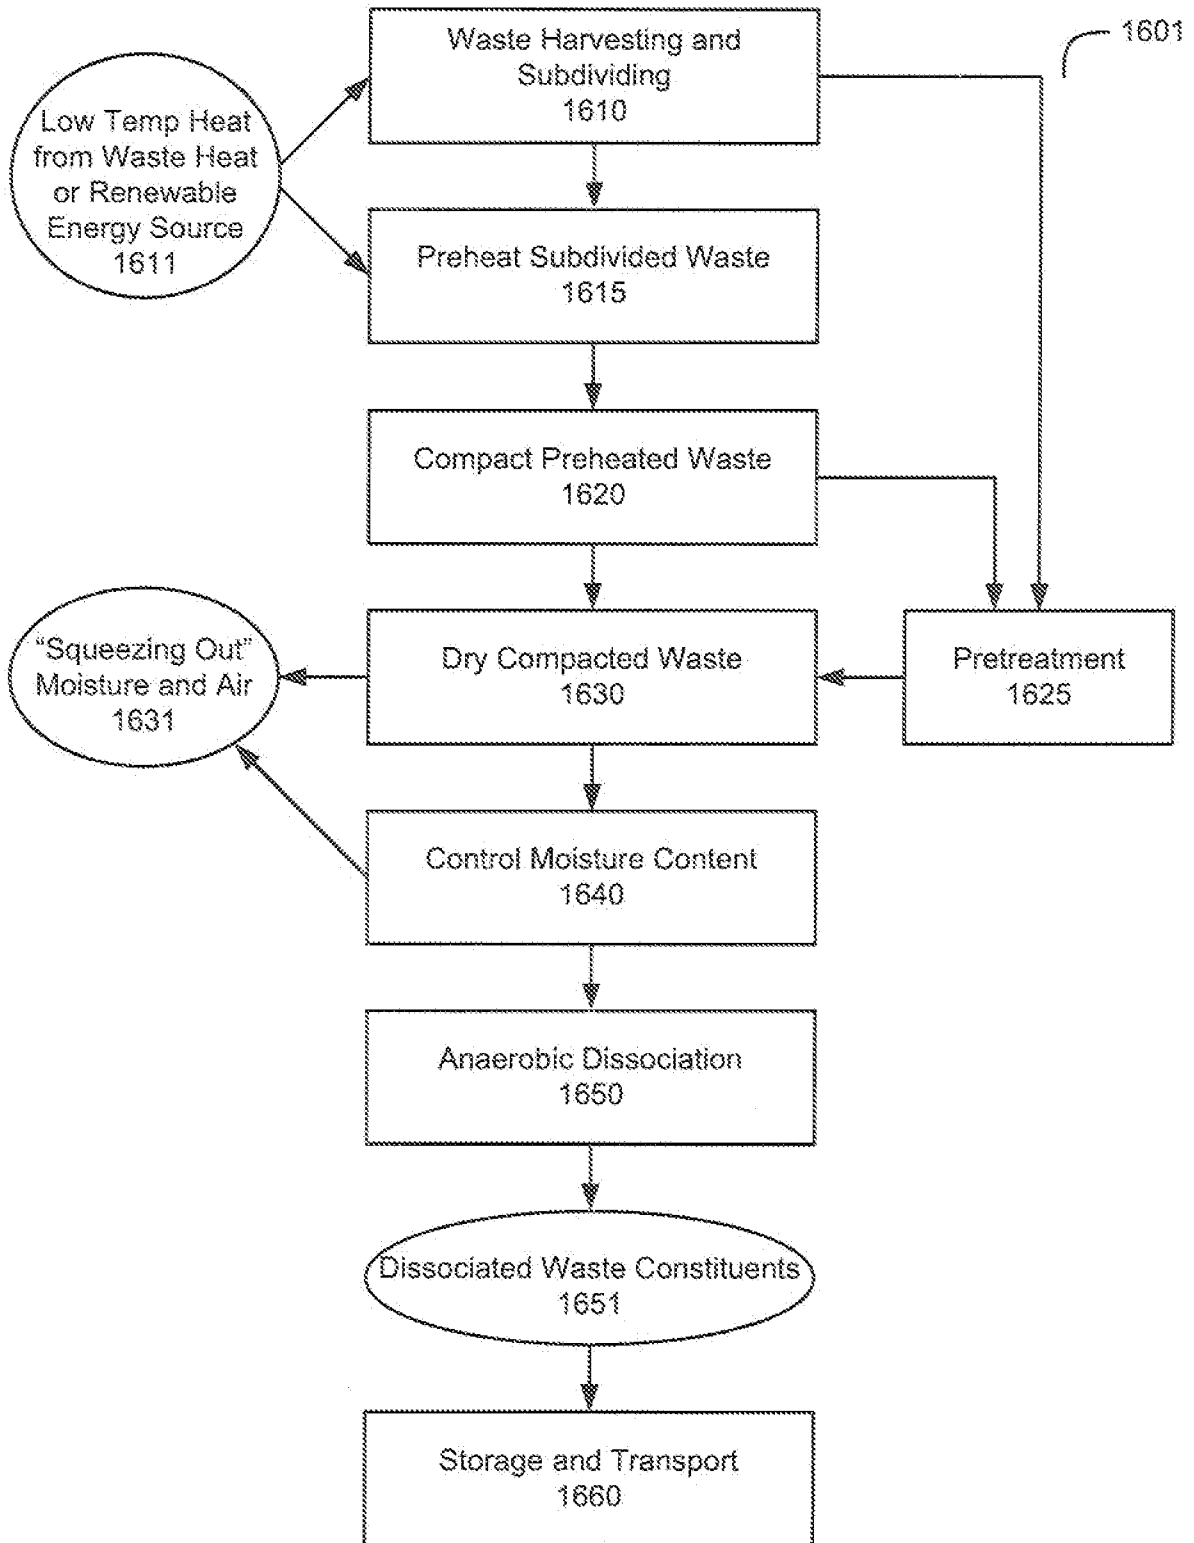 Waste Harvesting and
Subdividing
1610
1601
Low Temp Heat
from Waste Heat
or Renewable
Energy Source
1611
Preheat Subdivided Waste
1615
Compact Preheated Waste
1620
"Squeezing Out"
Moisture and Air
1631
Dry Compacted Waste
1630
Pretreatment
1625
Control Moisture Content
1640
Anaerobic Dissociation
1650
Dissociated Waste Constituents
1651
Storage and Transport
1660